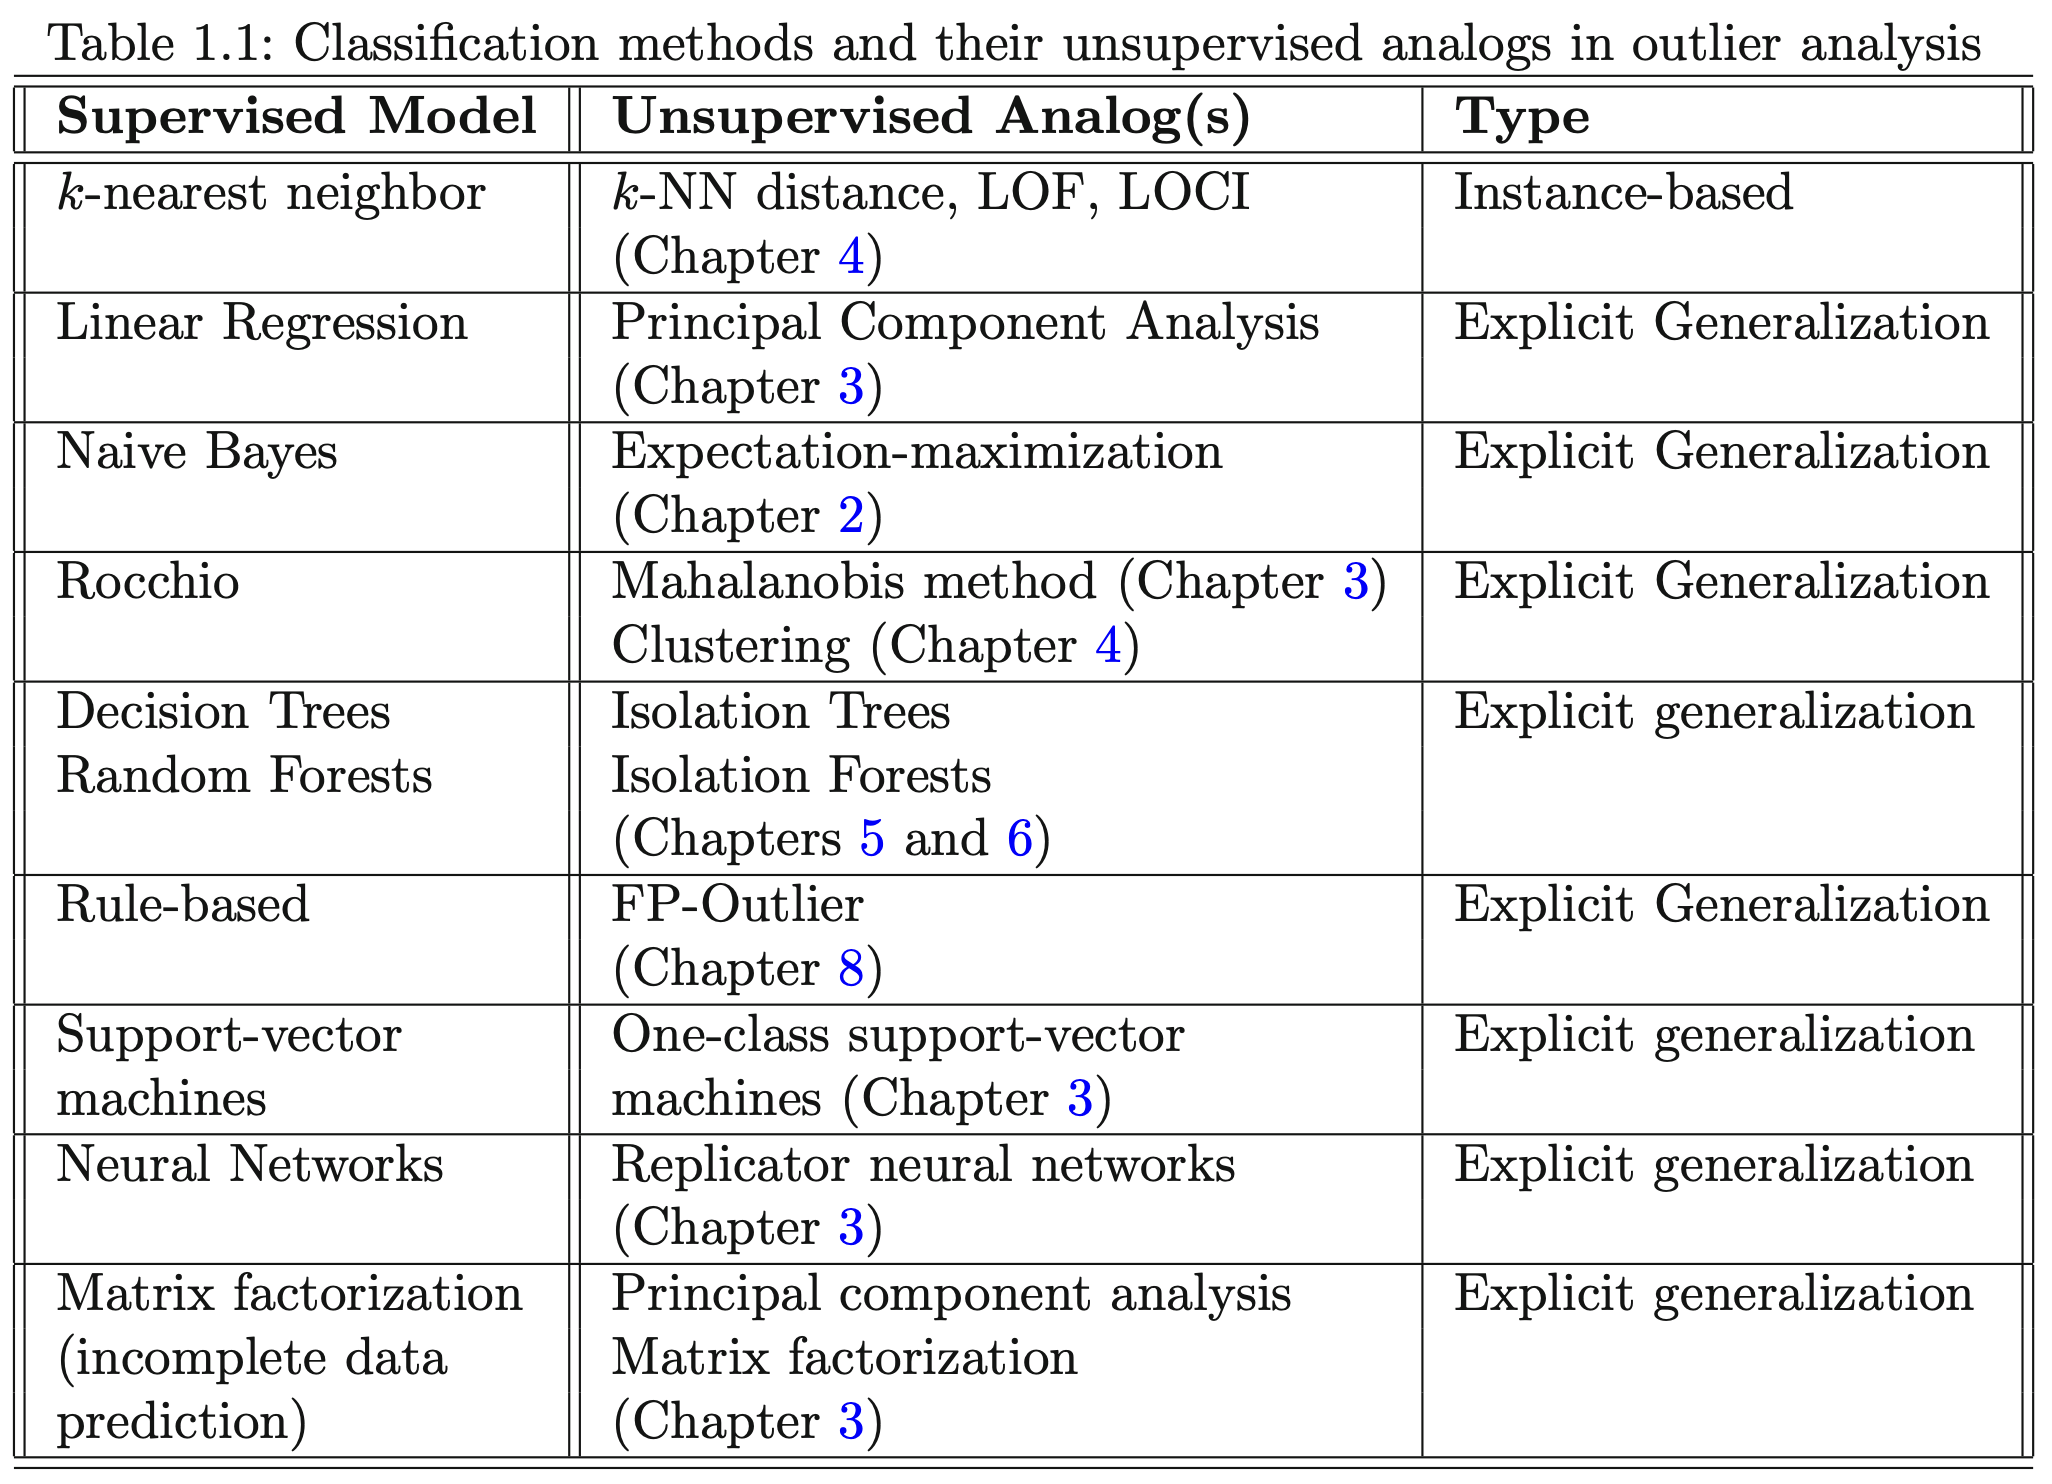 Table 1.1: Classification methods and their unsupervised analogs in outlier analysis
Supervised Model Unsupervised Analog(s) Type
k-nearest neighbor k-NN distance, LOF, LOCI Instance-based
(Chapter 4)
Linear Regression Principal Component Analysis Explicit Generalization
(Chapter 3)
Naive Bayes Expectation-maximization Explicit Generalization
(Chapter 2)
Rocchio Mahalanobis method (Chapter 3) Explicit Generalization
Clustering (Chapter 4)
Decision Trees Isolation Trees Explicit generalization
Random Forests Isolation Forests
(Chapters 5 and 6)
Rule-based FP-Outlier Explicit Generalization
(Chapter 8)
Support-vector One-class support-vector Explicit generalization
machines machines (Chapter 3)
Neural Networks Replicator neural networks Explicit generalization
(Chapter 3)
Matrix factorization Principal component analysis Explicit generalization
(incomplete data Matrix factorization
prediction) (Chapter 3)